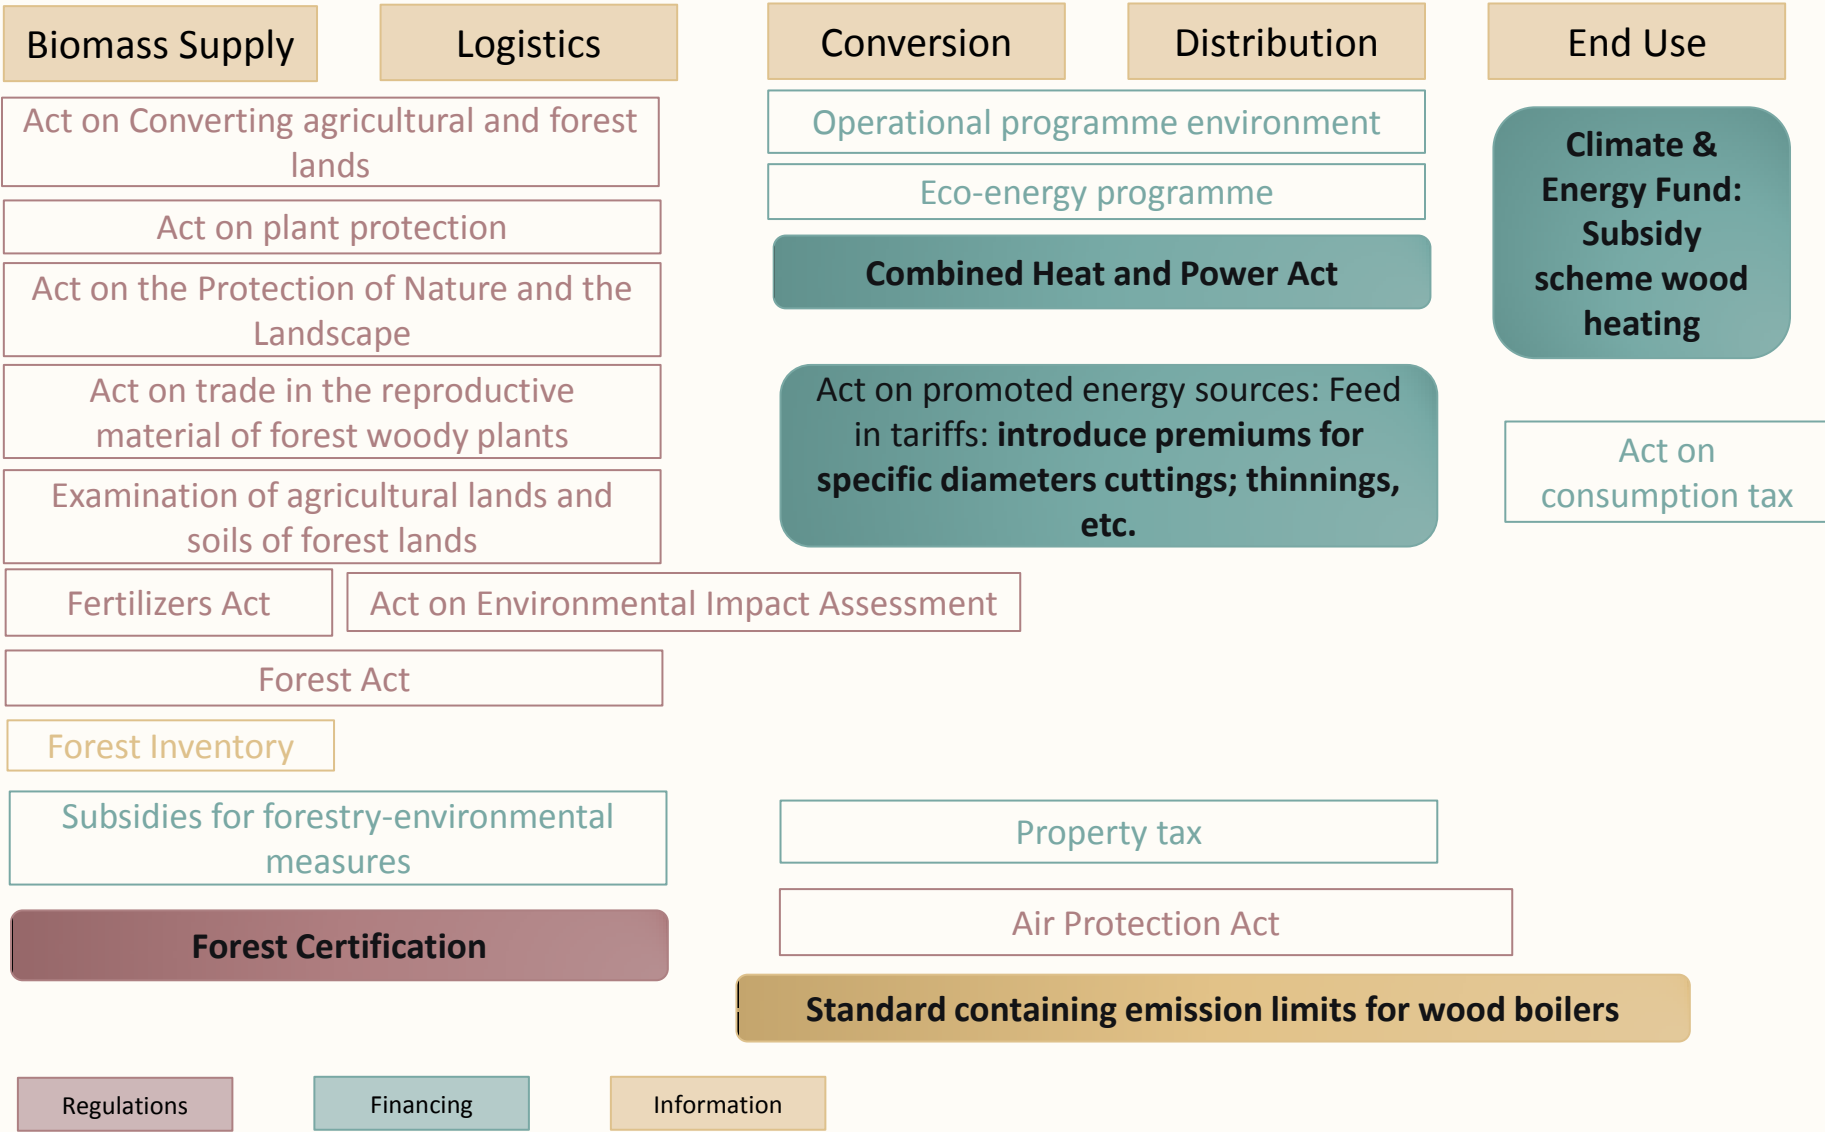 Biomass Supply
Logistics
Conversion
Distribution
End Use
Act on Converting agricultural and forest
lands
Act on plant protection
Act on the Protection of Nature and the
Landscape
Act on trade in the reproductive
material of forest woody plants
Examination of agricultural lands and
soils of forest lands
Fertilizers Act
Act on Environmental Impact Assessment
Forest Act
Forest Inventory
Subsidies for forestry-environmental
measures
Forest Certification
Operational programme environment
Eco-energy programme
Combined Heat and Power Act
Act on promoted energy sources: Feed
in tariffs: introduce premiums for
specific diameters cuttings; thinnings,
etc.
Property tax
Air Protection Act
Standard containing emission limits for wood boilers
Climate &
Energy Fund:
Subsidy
scheme wood
heating
Act on
consumption tax
Regulations
Financing
Information